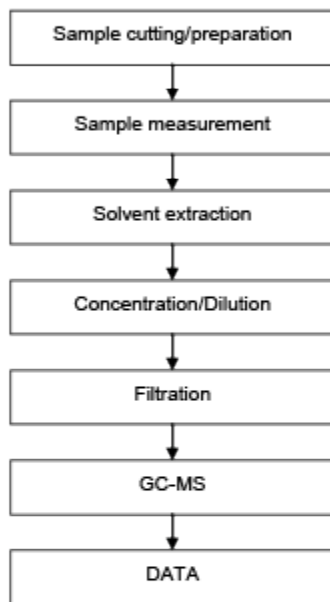 Sample cutting/preparation
Sample measurement
Solvent extraction
Concentration/Dilution
Filtration
GC-MS
DATA